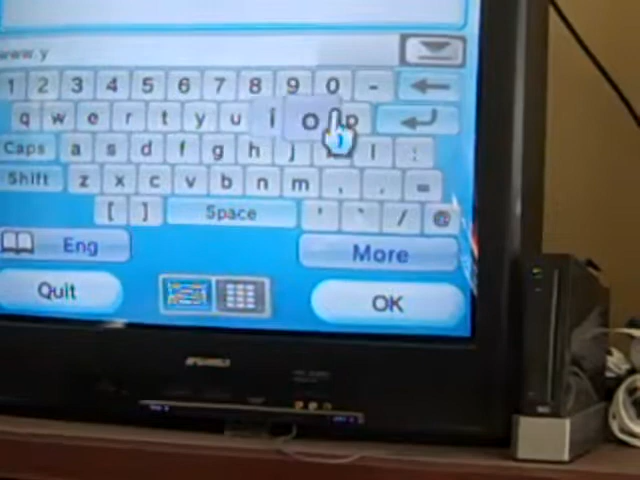 www.y
1 2 3 4 5 6 7 8 9 0 -
q w e r t y u i o p
Caps a s d f g h j l :
Shift z x c v b n m , . =
[ ] Space ' ` / @
Eng More
Quit OK